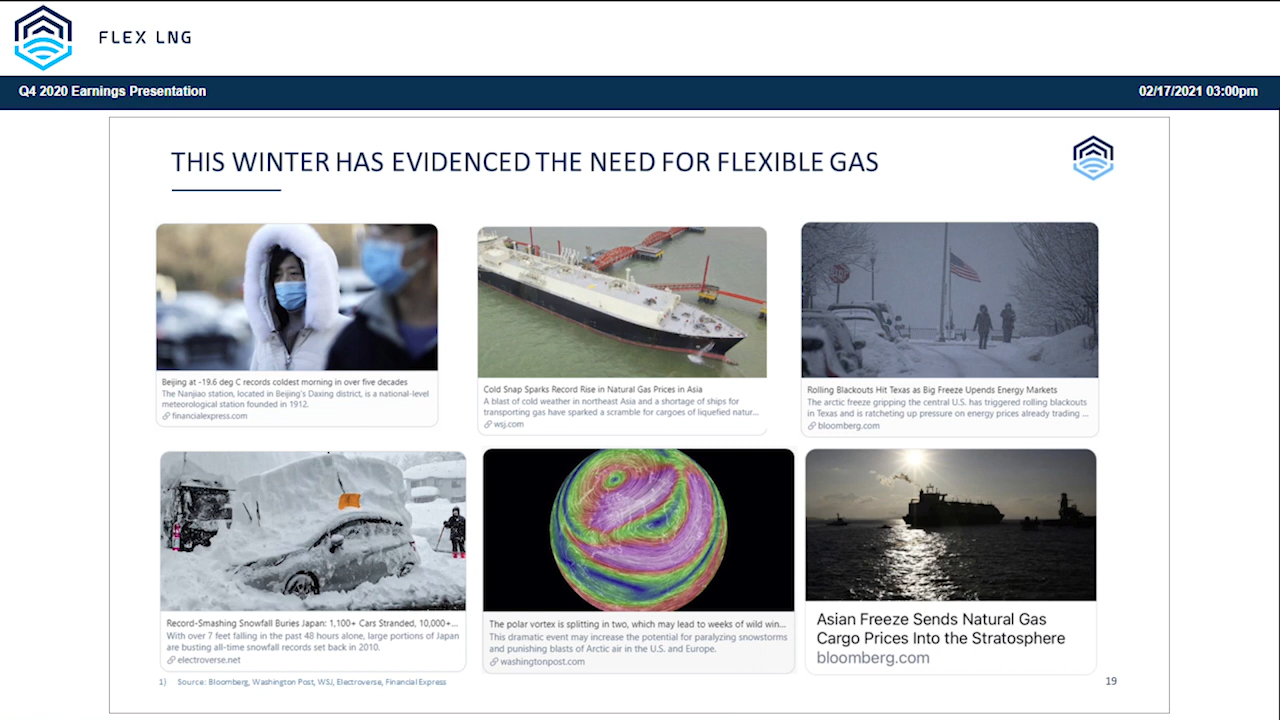 FLEX LNG
Q4 2020 Earnings Presentation
02/17/2021 03:00pm
THIS WINTER HAS EVIDENCED THE NEED FOR FLEXIBLE GAS
Beijing at -19.6 deg C records coldest morning in over five decades
The Nanjiao station, located in Beijing's Daxing district, is a national-level
meteorological station founded in 1912.
financialexpress.com
Cold Snap Sparks Record Rise in Natural Gas Prices in Asia
A blast of cold weather in northeast Asia and a shortage of ships for
transporting gas have sparked a scramble for cargoes of liquefied natur...
wsj.com
Rolling Blackouts Hit Texas as Big Freeze Upends Energy Markets
The arctic freeze gripping the central U.S. has triggered rolling blackouts
in Texas and is ratcheting up pressure on energy prices already trading ...
bloomberg.com
Record-Smashing Snowfall Buries Japan: 1,100+ Cars Stranded, 10,000+...
With over 7 feet falling in the past 48 hours alone, large portions of Japan
are busting all-time snowfall records set back in 2010.
electroverse.net
The polar vortex is splitting in two, which may lead to weeks of wild win...
This dramatic event may increase the potential for paralyzing snowstorms
and punishing blasts of Arctic air in the U.S. and Europe.
washingtonpost.com
Asian Freeze Sends Natural Gas
Cargo Prices Into the Stratosphere
bloomberg.com
1) Source: Bloomberg, Washington Post, WSJ, Electroverse, Financial Express
19